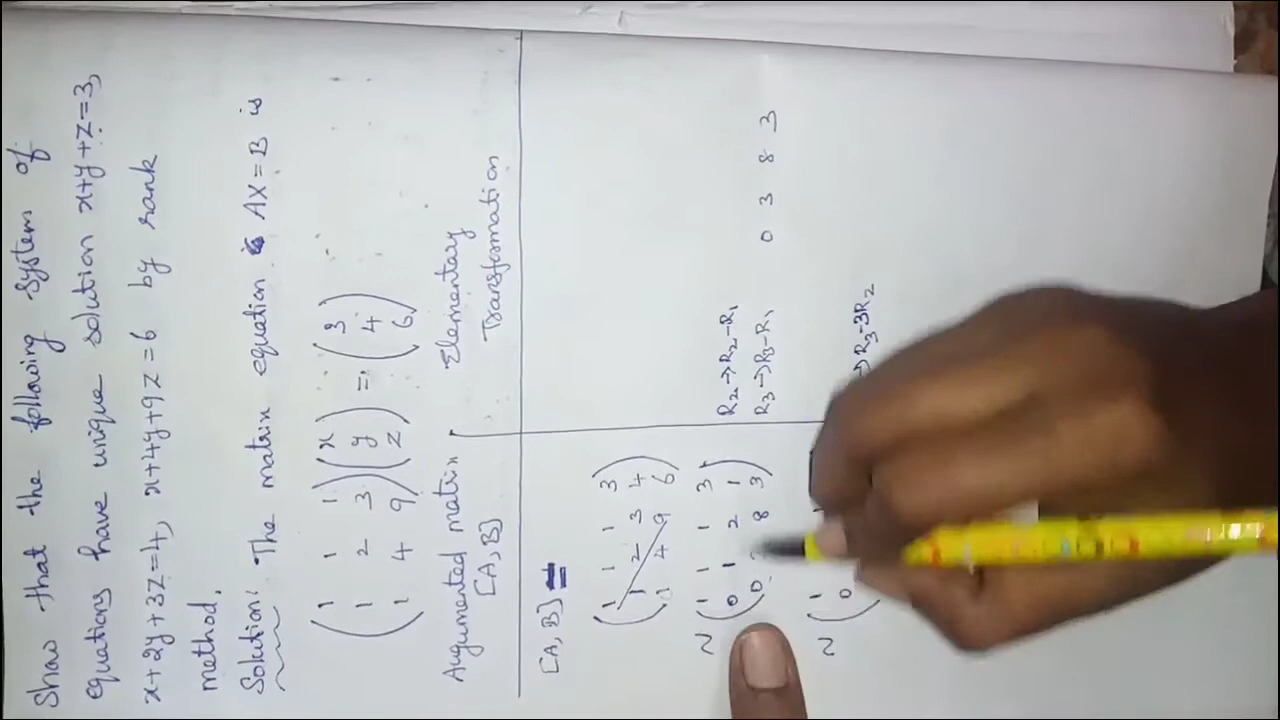 Show that the following system of
equations have unique solution x+y+z=3,
x+2y+3z=4, x+4y+9z=6 by rank
method.
Solution: The matrix equation is AX=B is
(1 1 1) (x) (3)
(1 2 3) (y) = (4)
(1 4 9) (z) (6)
Augumented matrix Elementary
[A,B] Transformation
[A,B] =
(1 1 1 3)
(1 2 3 4)
(1 4 9 6)
~ (1 1 1 3)
(0 1 2 1) R2→R2-R1
(0 8 3) R3→R3-R1 0 3 8 3
~ (1
(0 →R3-3R2